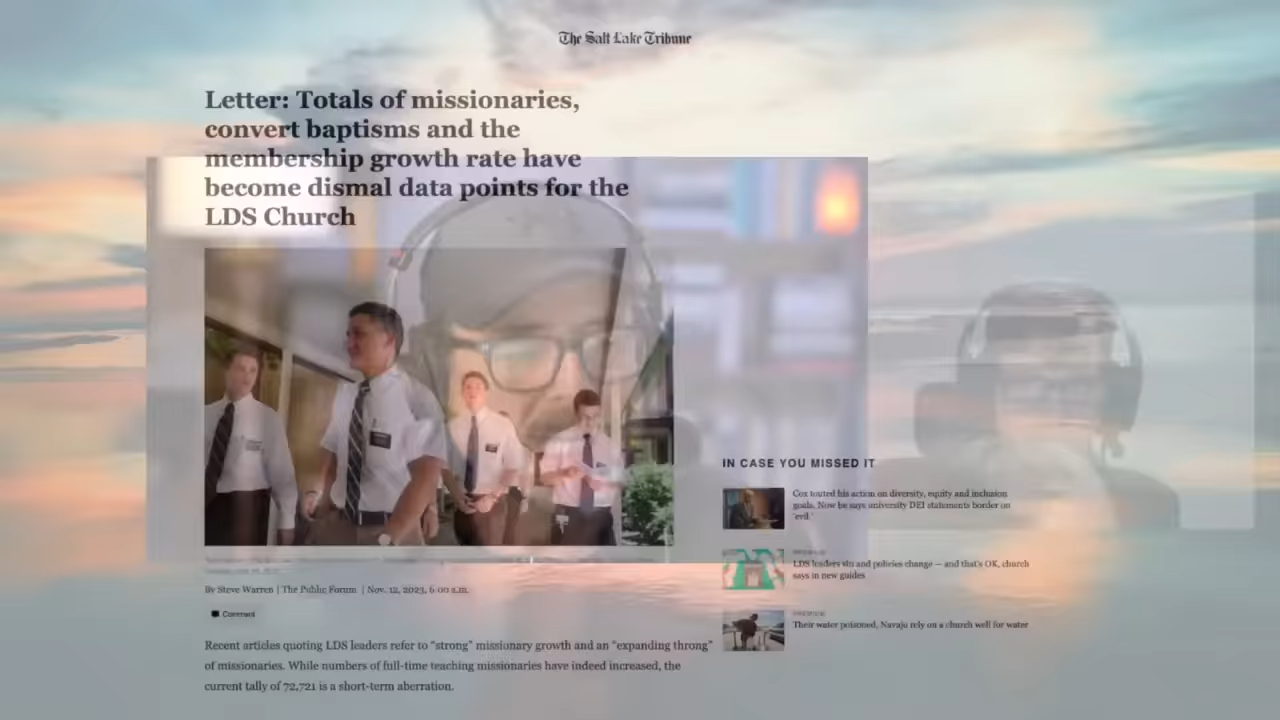 The Salt Lake Tribune
Letter: Totals of missionaries,
convert baptisms and the
membership growth rate have
become dismal data points for the
LDS Church
By Steve Warren | The Public Forum | Nov. 12, 2023, 6:00 a.m.
Comment
Recent articles quoting LDS leaders refer to "strong" missionary growth and an "expanding throng"
of missionaries. While numbers of full-time teaching missionaries have indeed increased, the
current tally of 72,721 is a short-term aberration.
IN CASE YOU MISSED IT
Cox touted his action on diversity, equity and inclusion
goals. Now he says university DEI statements border on
'evil.'
LDS leaders sin and policies change — and that's OK, church
says in new guides
Their water poisoned, Navajo rely on a church well for water